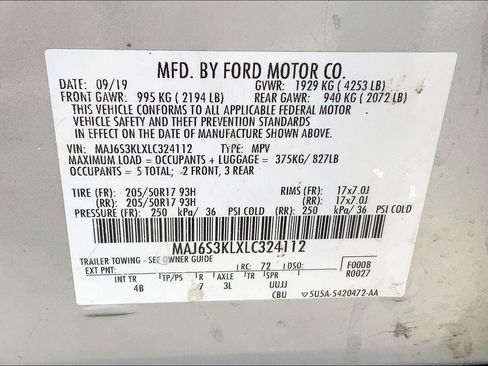 MFD. BY FORD MOTOR CO.
DATE: 09/19 GVWR: 1929 KG ( 4253 LB)
FRONT GAWR: 995 KG ( 2194 LB) REAR GAWR: 940 KG ( 2072 LB)
THIS VEHICLE CONFORMS TO ALL APPLICABLE FEDERAL MOTOR
VEHICLE SAFETY AND THEFT PREVENTION STANDARDS
IN EFFECT ON THE DATE OF MANUFACTURE SHOWN ABOVE.
VIN: MAJ6S3KLXLC324112 TYPE: MPV
MAXIMUM LOAD = OCCUPANTS + LUGGAGE = 375KG/ 827LB
OCCUPANTS = 5 TOTAL; 2 FRONT, 3 REAR
TIRE (FR): 205/50R17 93H RIMS (FR): 17x7.0J
(RR): 205/50R17 93H (RR): 17x7.0J
PRESSURE (FR): 250 kPa/ 36 PSI COLD (RR): 250 kPa/ 36 PSI COLD
MAJ6S3KLXLC324112
TRAILER TOWING - SEE OWNER GUIDE
EXT PNT: RC: 72 DSO: F0008
R0027
INT TR TP/PS R AXLE TR SPR UUJJ
4B 7 3L CBU 5U5A-5420472-AA